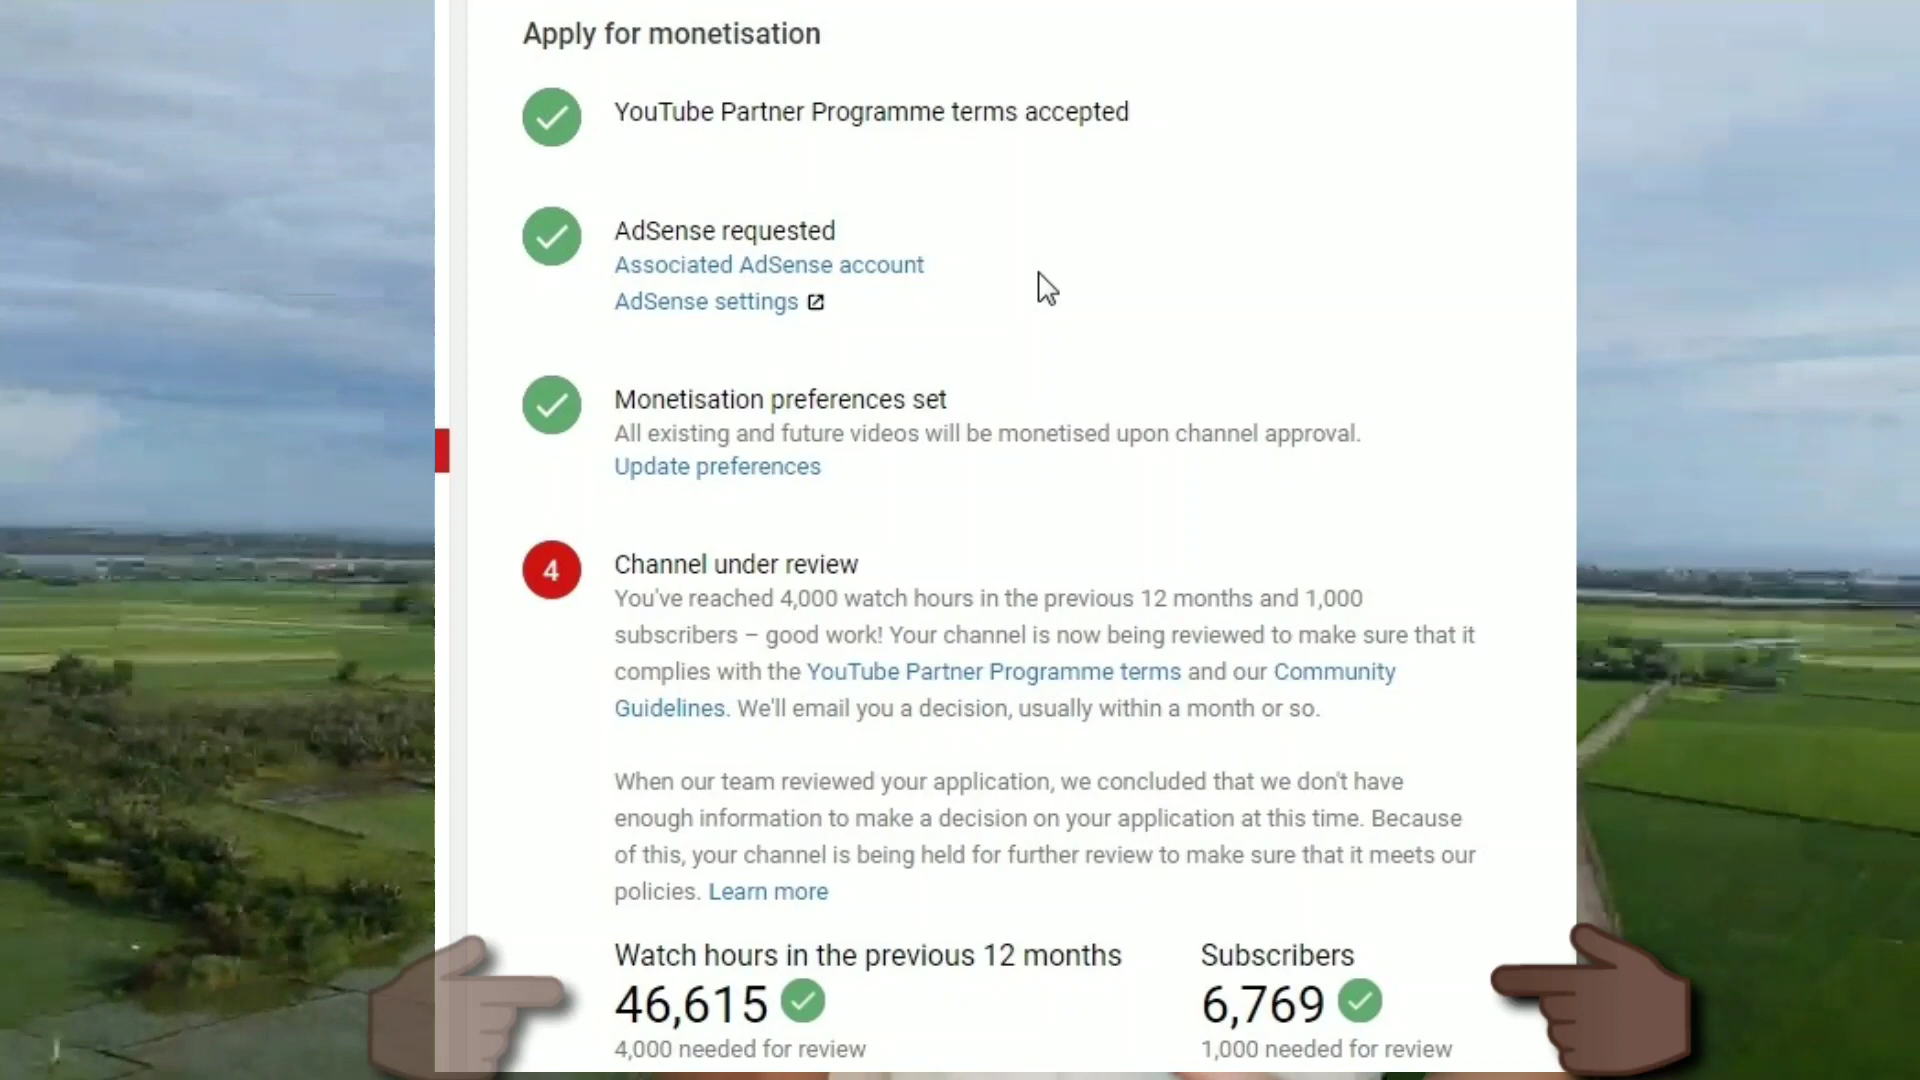 Apply for monetisation
YouTube Partner Programme terms accepted
AdSense requested
Associated AdSense account
AdSense settings
Monetisation preferences set
All existing and future videos will be monetised upon channel approval.
Update preferences
4
Channel under review
You've reached 4,000 watch hours in the previous 12 months and 1,000
subscribers – good work! Your channel is now being reviewed to make sure that it
complies with the YouTube Partner Programme terms and our Community
Guidelines. We'll email you a decision, usually within a month or so.
When our team reviewed your application, we concluded that we don't have
enough information to make a decision on your application at this time. Because
of this, your channel is being held for further review to make sure that it meets our
policies. Learn more
Watch hours in the previous 12 months
46,615
4,000 needed for review
Subscribers
6,769
1,000 needed for review